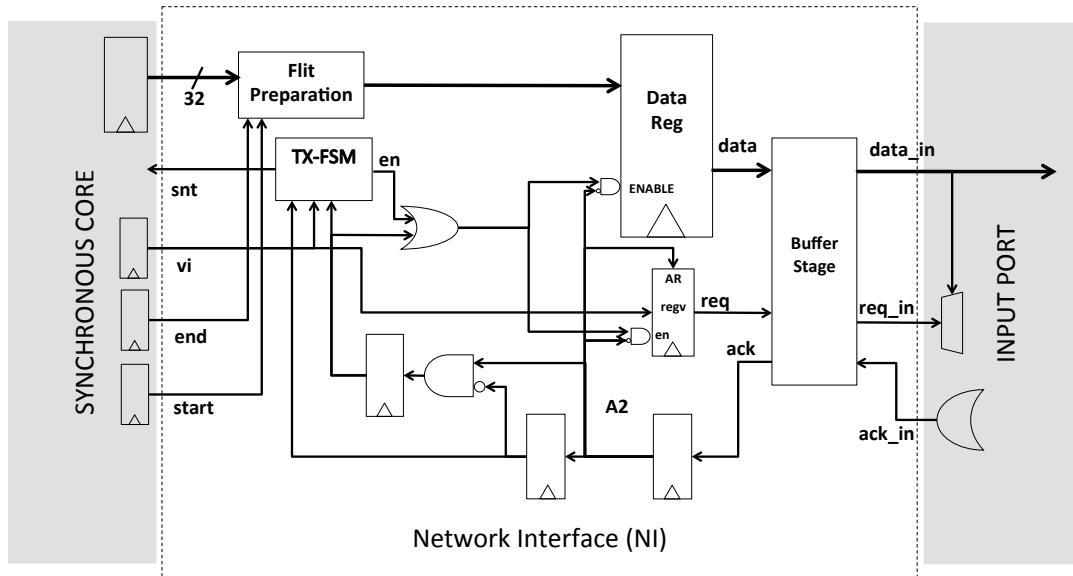 Flit
Preparation
32
Data
Reg
TX-FSM
en
data
data_in
snt
ENABLE
SYNCHRONOUS CORE
vi
AR
regv
req
Buffer
Stage
req_in
INPUT PORT
end
en
ack
start
A2
ack_in
Network Interface (NI)